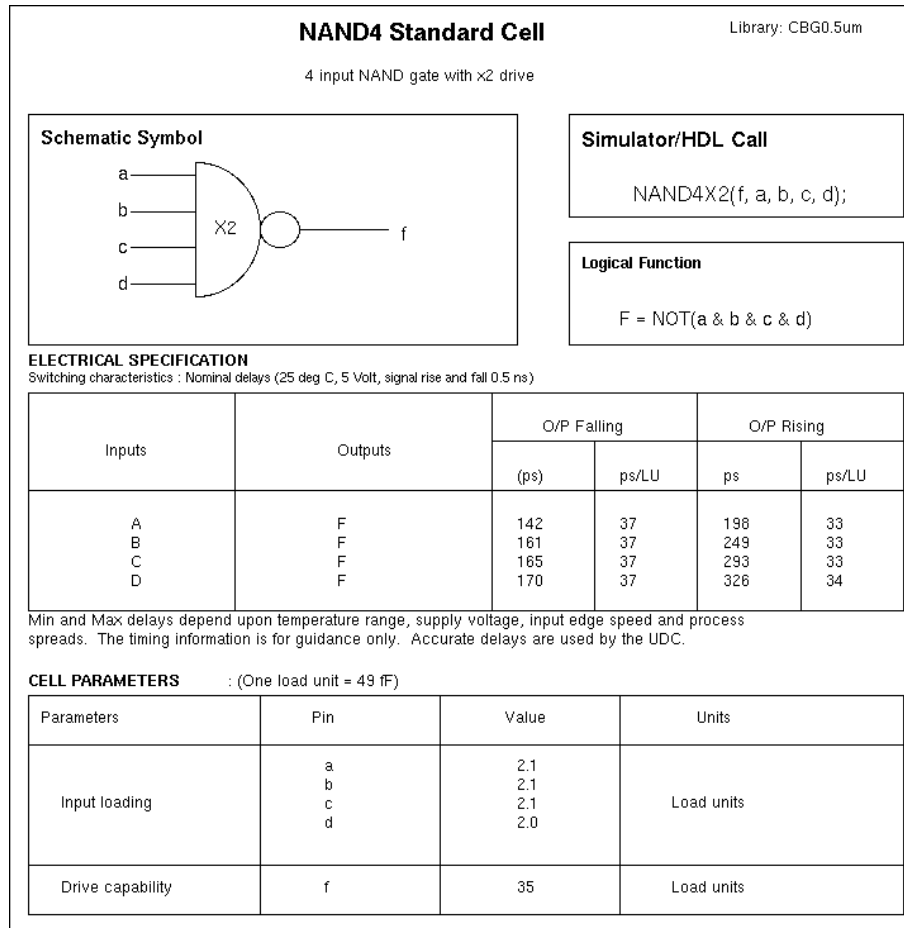 NAND4 Standard Cell
Library: CBG0.5um
4 input NAND gate with x2 drive
Schematic Symbol
a
b
c
d
X2
f
Simulator/HDL Call
NAND4X2(f, a, b, c, d);
Logical Function
F = NOT(a & b & c & d)
ELECTRICAL SPECIFICATION
Switching characteristics : Nominal delays (25 deg C, 5 Volt, signal rise and fall 0.5 ns)
Inputs Outputs O/P Falling O/P Rising
(ps) ps/LU ps ps/LU
A F 142 37 198 33
B F 161 37 249 33
C F 165 37 293 33
D F 170 37 326 34
Min and Max delays depend upon temperature range, supply voltage, input edge speed and process
spreads. The timing information is for guidance only. Accurate delays are used by the UDC.
CELL PARAMETERS : (One load unit = 49 fF)
Parameters Pin Value Units
Input loading
a 2.1
b 2.1
c 2.1
d 2.0
Load units
Drive capability f 35 Load units